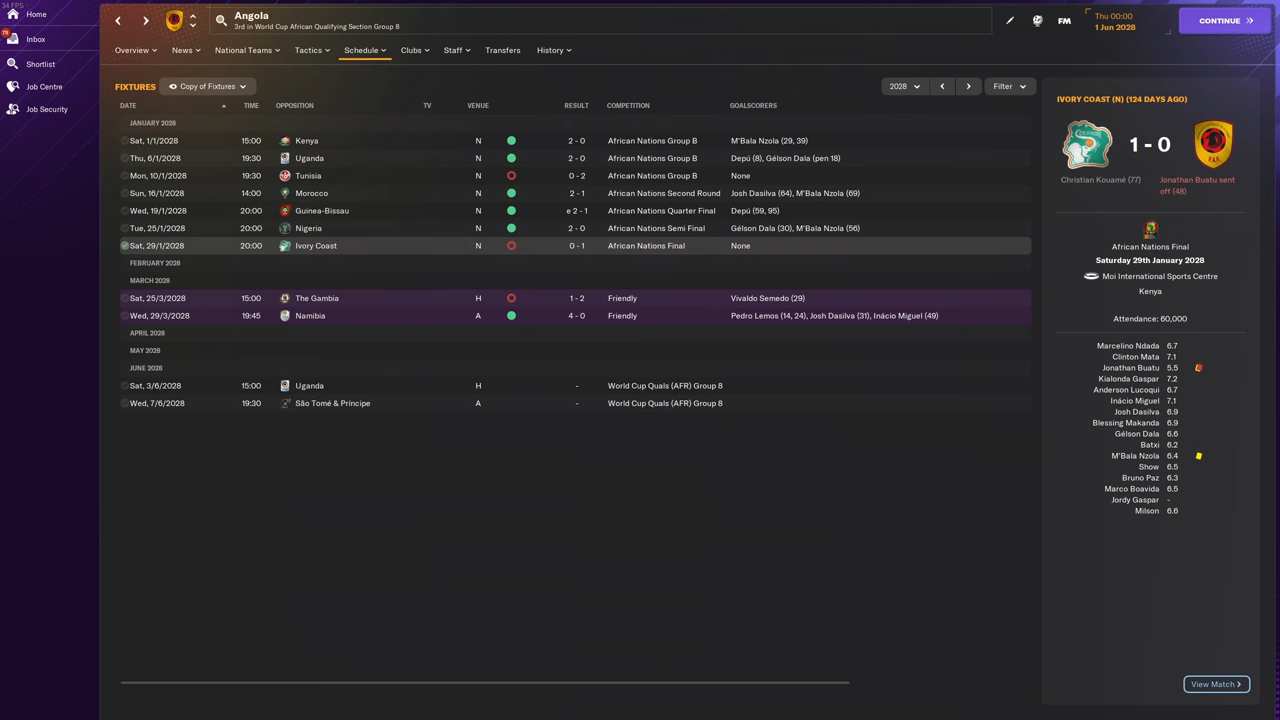 34 FPS
Home
75
Inbox
Shortlist
Job Centre
Job Security
Angola
3rd in World Cup African Qualifying Section Group 8
FM
Thu 00:00
1 Jun 2028
CONTINUE
Overview
News
National Teams
Tactics
Schedule
Clubs
Staff
Transfers
History
FIXTURES
Copy of Fixtures
2028
Filter
DATE TIME OPPOSITION TV VENUE RESULT COMPETITION GOALSCORERS
JANUARY 2028
Sat, 1/1/2028 15:00 Kenya N 2 - 0 African Nations Group B M'Bala Nzola (29, 39)
Thu, 6/1/2028 19:30 Uganda N 2 - 0 African Nations Group B Depú (8), Gélson Dala (pen 18)
Mon, 10/1/2028 19:30 Tunisia N 0 - 2 African Nations Group B None
Sun, 16/1/2028 14:00 Morocco N 2 - 1 African Nations Second Round Josh Dasilva (64), M'Bala Nzola (69)
Wed, 19/1/2028 20:00 Guinea-Bissau N e 2 - 1 African Nations Quarter Final Depú (59, 95)
Tue, 25/1/2028 20:00 Nigeria N 2 - 0 African Nations Semi Final Gélson Dala (30), M'Bala Nzola (56)
Sat, 29/1/2028 20:00 Ivory Coast N 0 - 1 African Nations Final None
FEBRUARY 2028
MARCH 2028
Sat, 25/3/2028 15:00 The Gambia H 1 - 2 Friendly Vivaldo Semedo (29)
Wed, 29/3/2028 19:45 Namibia A 4 - 0 Friendly Pedro Lemos (14, 24), Josh Dasilva (31), Inácio Miguel (49)
APRIL 2028
MAY 2028
JUNE 2028
Sat, 3/6/2028 15:00 Uganda H - World Cup Quals (AFR) Group 8
Wed, 7/6/2028 19:30 São Tomé & Príncipe A - World Cup Quals (AFR) Group 8
IVORY COAST (N) (124 DAYS AGO)
1 - 0
F.A.F.
Christian Kouamé (77)
Jonathan Buatu sent
off (48)
African Nations Final
Saturday 29th January 2028
Moi International Sports Centre
Kenya
Attendance: 60,000
Marcelino Ndada 6.7
Clinton Mata 7.1
Jonathan Buatu 5.5
Kialonda Gaspar 7.2
Anderson Lucoqui 6.7
Inácio Miguel 7.1
Josh Dasilva 6.9
Blessing Makanda 6.9
Gélson Dala 6.6
Batxi 6.2
M'Bala Nzola 6.4
Show 6.5
Bruno Paz 6.3
Marco Boavida 6.5
Jordy Gaspar -
Milson 6.6
View Match